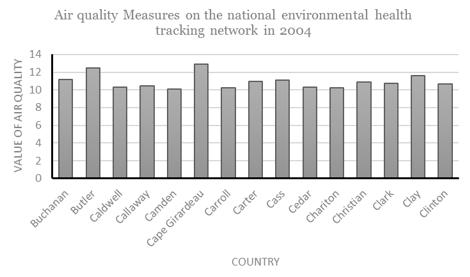 Air quality Measures on the national environmental health
tracking network in 2004
VALUE OF AIR QUALITY
14
12
10
8
6
4
2
0
Buchanan
Butler
Caldwell
Callaway
Camden
Cape Girardeau
Carroll
Carter
Cass
Cedar
Chariton
Christian
Clark
Clay
Clinton
COUNTRY